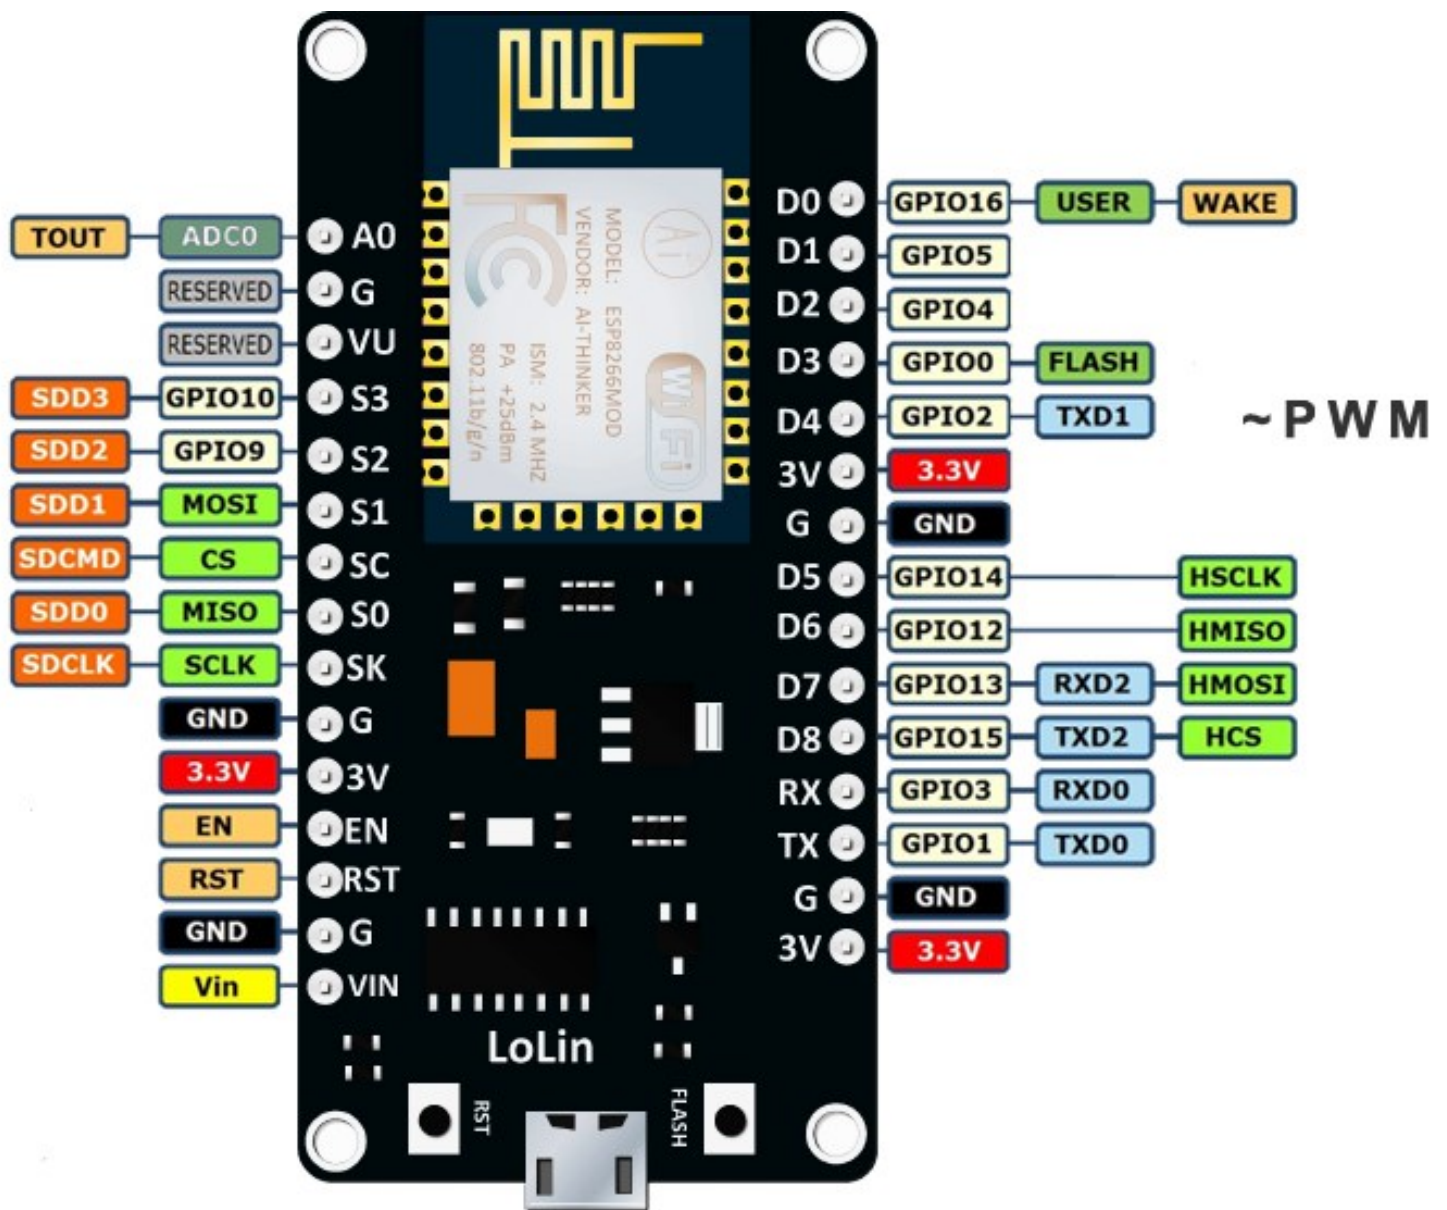 TOUT ADC0 A0
RESERVED G
RESERVED VU
SDD3 GPIO10 S3
SDD2 GPIO9 S2
SDD1 MOSI S1
SDCMD CS SC
SDD0 MISO S0
SDCLK SCLK SK
GND G
3.3V 3V
EN EN
RST RST
GND G
Vin VIN
Ai
MODEL: ESP8266MOD
VENDOR: AI-THINKER
FCC
WiFi
ISM: 2.4 MHZ
PA +25dBm
802.11b/g/n
D0 GPIO16 USER WAKE
D1 GPIO5
D2 GPIO4
D3 GPIO0 FLASH
D4 GPIO2 TXD1
3V 3.3V
G GND
D5 GPIO14 HSCLK
D6 GPIO12 HMISO
D7 GPIO13 RXD2 HMOSI
D8 GPIO15 TXD2 HCS
RX GPIO3 RXD0
TX GPIO1 TXD0
G GND
3V 3.3V
~PWM
LoLin
RST
FLASH